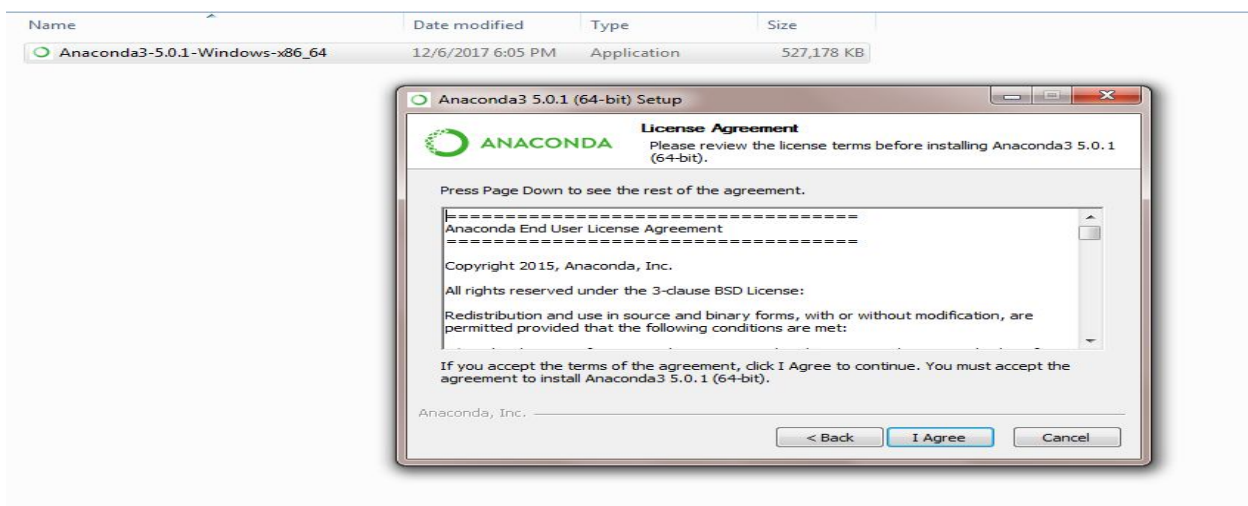 Name Date modified Type Size
Anaconda3-5.0.1-Windows-x86_64 12/6/2017 6:05 PM Application 527,178 KB
Anaconda3 5.0.1 (64-bit) Setup
ANACONDA
License Agreement
Please review the license terms before installing Anaconda3 5.0.1
(64-bit).
Press Page Down to see the rest of the agreement.
===================================
Anaconda End User License Agreement
===================================
Copyright 2015, Anaconda, Inc.
All rights reserved under the 3-clause BSD License:
Redistribution and use in source and binary forms, with or without modification, are
permitted provided that the following conditions are met:
If you accept the terms of the agreement, click I Agree to continue. You must accept the
agreement to install Anaconda3 5.0.1 (64-bit).
Anaconda, Inc.
< Back I Agree Cancel